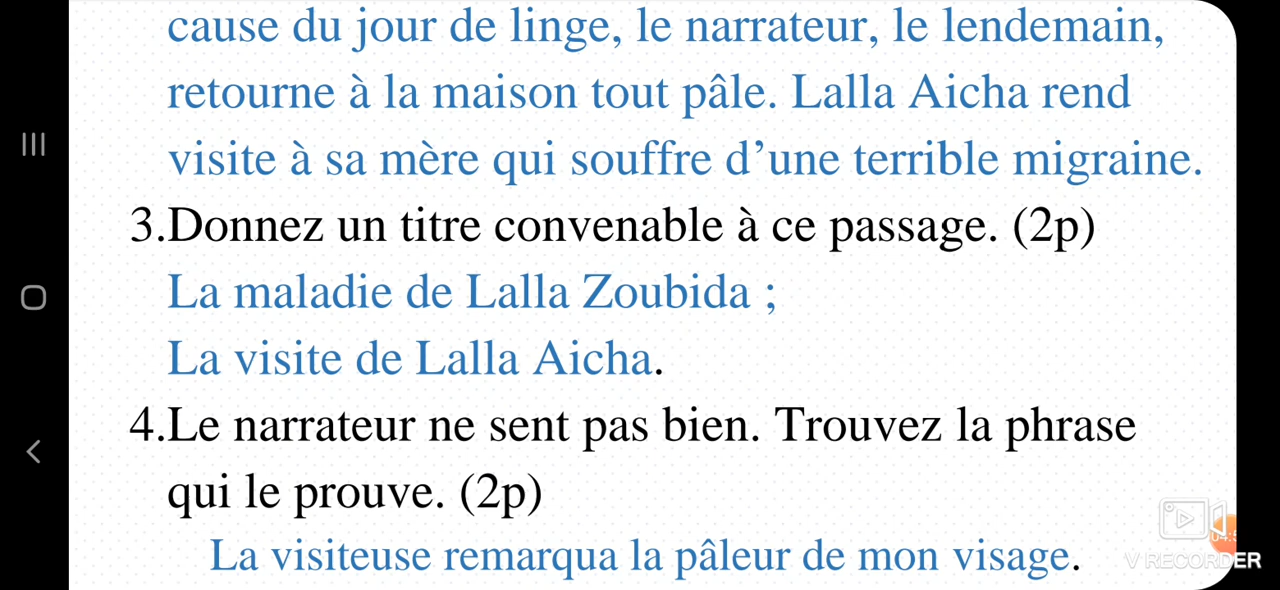 cause du jour de linge, le narrateur, le lendemain,
retourne à la maison tout pâle. Lalla Aicha rend
visite à sa mère qui souffre d’une terrible migraine.
3.Donnez un titre convenable à ce passage. (2p)
La maladie de Lalla Zoubida ;
La visite de Lalla Aicha.
4.Le narrateur ne sent pas bien. Trouvez la phrase
qui le prouve. (2p)
La visiteuse remarqua la pâleur de mon visage.
V RECORDER